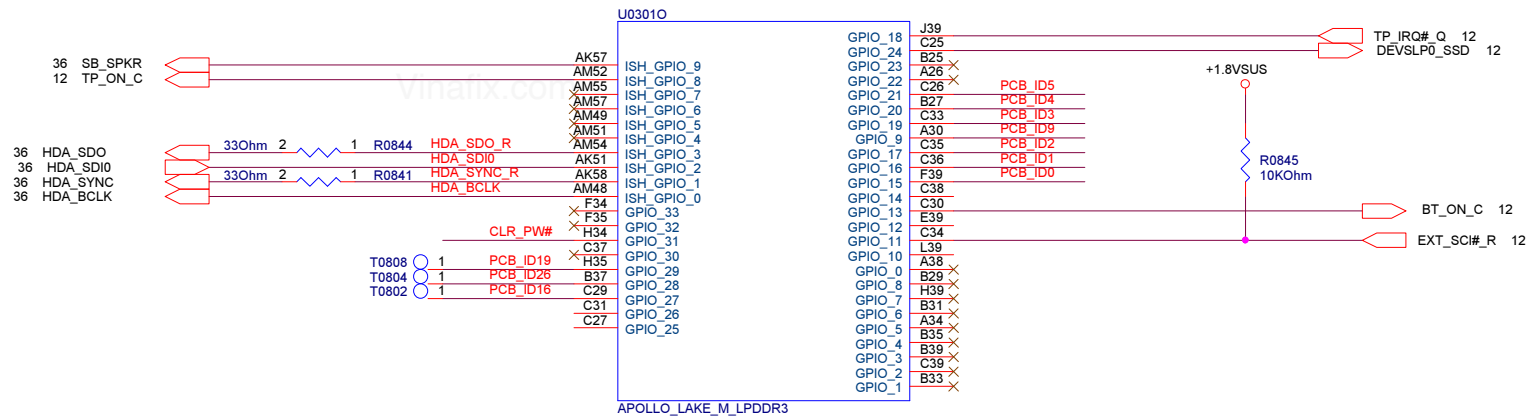 U0301O
36 SB_SPKR AK57 ISH_GPIO_9
12 TP_ON_C AM52 ISH_GPIO_8
AM55 ISH_GPIO_7
AM57 ISH_GPIO_6
AM49 ISH_GPIO_5
AM51 ISH_GPIO_4
36 HDA_SDO 33Ohm 2 1 R0844 HDA_SDO_R AM54 ISH_GPIO_3
36 HDA_SDI0 HDA_SDI0 AK51 ISH_GPIO_2
36 HDA_SYNC 33Ohm 2 1 R0841 HDA_SYNC_R AK58 ISH_GPIO_1
36 HDA_BCLK HDA_BCLK AM48 ISH_GPIO_0
F34 GPIO_33
F35 GPIO_32
CLR_PW# H34 GPIO_31
C37 GPIO_30
T0808 1 PCB_ID19 H35 GPIO_29
T0804 1 PCB_ID26 B37 GPIO_28
T0802 1 PCB_ID16 C29 GPIO_27
C31 GPIO_26
C27 GPIO_25
Vinafix.com
GPIO_18 J39 TP_IRQ#_Q 12
GPIO_24 C25 DEVSLP0_SSD 12
GPIO_23 B25
GPIO_22 A26
GPIO_21 C26 PCB_ID5
GPIO_20 B27 PCB_ID4
GPIO_19 C33 PCB_ID3
GPIO_9 A30 PCB_ID9
GPIO_17 C35 PCB_ID2
GPIO_16 C36 PCB_ID1
GPIO_15 F39 PCB_ID0
GPIO_14 C38
GPIO_13 C30 BT_ON_C 12
GPIO_12 E39
GPIO_11 C34 EXT_SCI#_R 12
GPIO_10 L39
GPIO_0 A38
GPIO_8 B29
GPIO_7 H39
GPIO_6 B31
GPIO_5 A34
GPIO_4 B35
GPIO_3 B39
GPIO_2 C39
GPIO_1 B33
+1.8VSUS
R0845
10KOhm
APOLLO_LAKE_M_LPDDR3